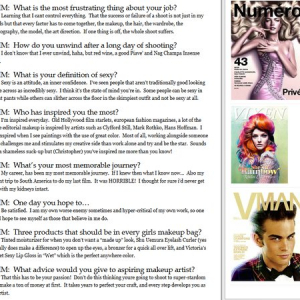 M:  What is the most frustrating thing about your job?
Learning that I cant control everything.  That the success or failure of a shoot is not just in my
ds but that every factor has to come together, the makeup, the hair, the wardrobe, the
tography, the model, the art direction.  If one thing is off, the whole shoot suffers.
M:  How do you unwind after a long day of shooting?
I don't know that I ever unwind, haha, but red wine, a good Piave' and Nag Champa Incense
M:  What is your definition of sexy?
Sexy is an attitude, an inner confidence.  I've seen people that aren't traditionally good looking
e across as incredibly sexy.  I think it's the state of mind you're in.  Some people can be sexy in
t pants while others can slither across the floor in the skimpiest outfit and not be sexy at all.
M:  Who has inspired you the most?
I'm an easy inspired.  Old Hollywood film starlets, european fashion magazines, a lot of the
e editorial makeup is inspired by artists such as Clyfford Still, Mark Rothko, Hans Hoffman.  I
inspired when I see paintings with the use of great color.  Most of all, working alongside someone
challenges me and stimulates my creative side than work alone and try to be the star.  Sounds
a shameless suck-up but (Christopher) you've inspired me more than you know!
M:  What's your most memorable journey?
My career, has been my most memorable journey.  If I knew then what I know now...  Also my
trip to South America to do my last film.  It was HORRIBLE!  I thought for sure I'd never get
with my kidneys intact.
M:  One day you hope to...
Be satisfied.  I am my own worse enemy sometimes and hyper-critical of my own work, so one
I hope to see myself as those that believe in me do.
M:  Three products that should be in every girls makeup bag?
Tinted moisturizer for when you don't want a "made up" look, Shu Uemura Eyelash Curler (yes
ally does make a difference) to open up the eyes, a bronzer for a quick all over lift, and Victoria's
et Sexy Lip Gloss in "Wet" which is the perfect anywhere color.
M:  What advice would you give to aspiring makeup artist?
That this has to be your passion!  Don't do this thinking youre going to shoot to super-stardom
make a ton of money at first.  It takes years to perfect your craft, and every step you develop you
as an artist.
Numéro
43
Privé
Rainbow
VMAN